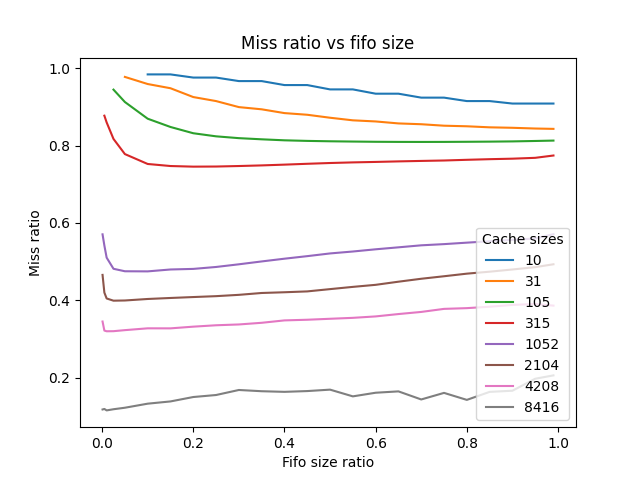 Miss ratio vs fifo size
Miss ratio
1.0
0.8
0.6
0.4
0.2
0.0 0.2 0.4 0.6 0.8 1.0
Fifo size ratio
Cache sizes
10
31
105
315
1052
2104
4208
8416